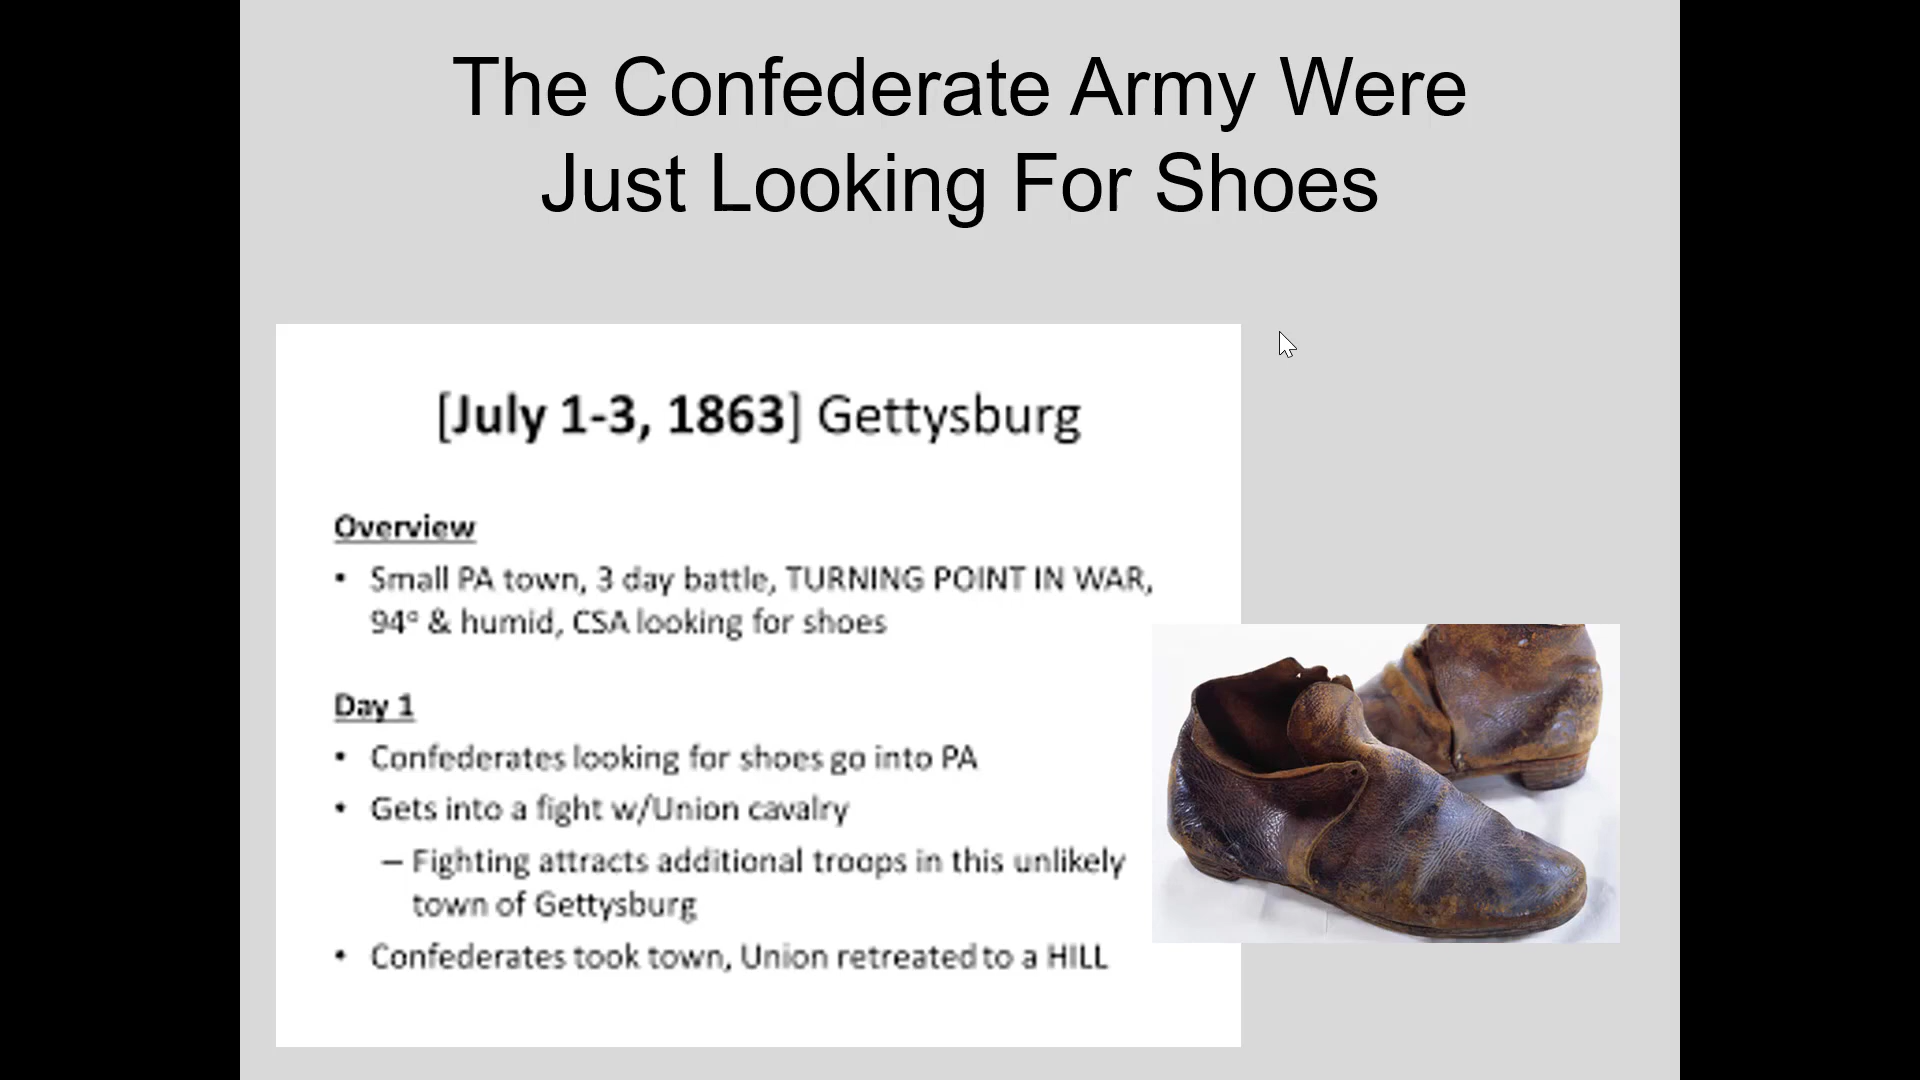 The Confederate Army Were
Just Looking For Shoes
[July 1-3, 1863] Gettysburg
Overview
• Small PA town, 3 day battle, TURNING POINT IN WAR,
94° & humid, CSA looking for shoes
Day 1
• Confederates looking for shoes go into PA
• Gets into a fight w/Union cavalry
– Fighting attracts additional troops in this unlikely
town of Gettysburg
• Confederates took town, Union retreated to a HILL